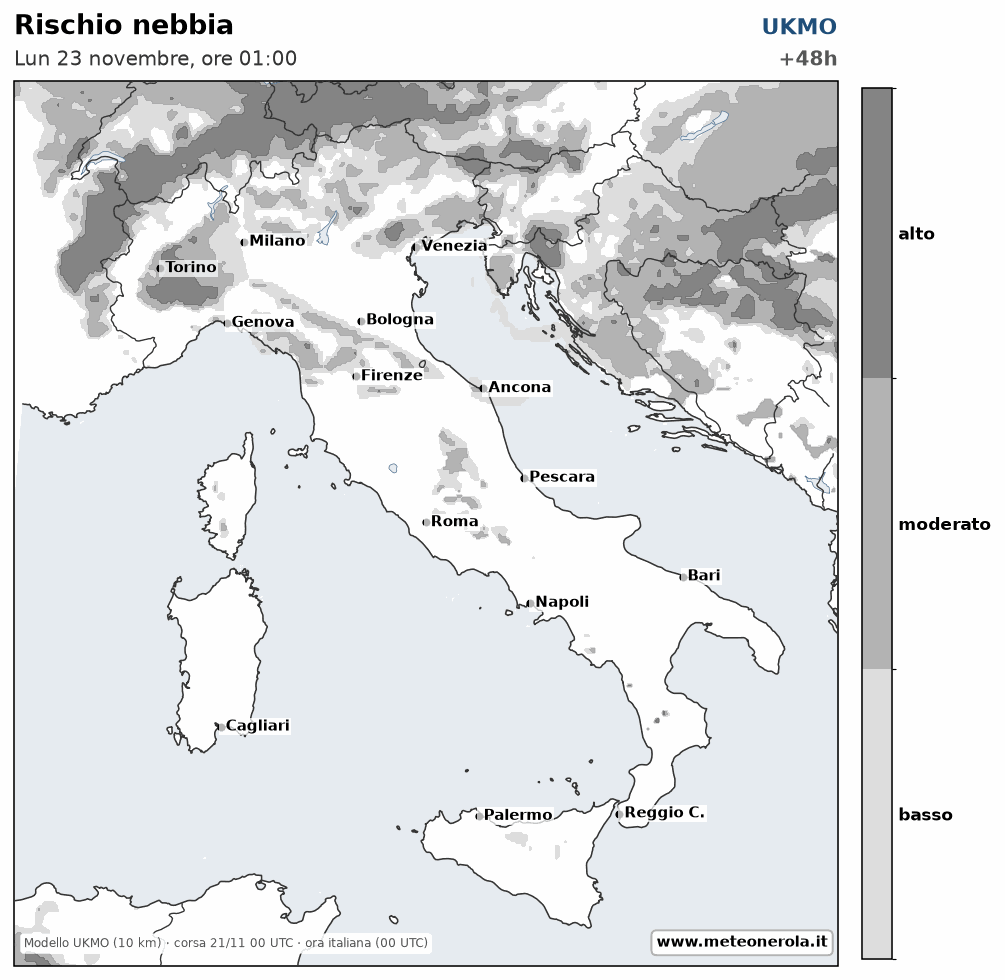 Rischio nebbia
UKMO
Lun 23 novembre, ore 01:00
+48h
alto
Milano
Venezia
Torino
Genova
Bologna
Firenze
Ancona
Pescara
moderato
Roma
Bari
Napoli
Cagliari
Palermo
Reggio C.
basso
Modello UKMO (10 km) · corsa 21/11 00 UTC · ora italiana (00 UTC)
www.meteonerola.it